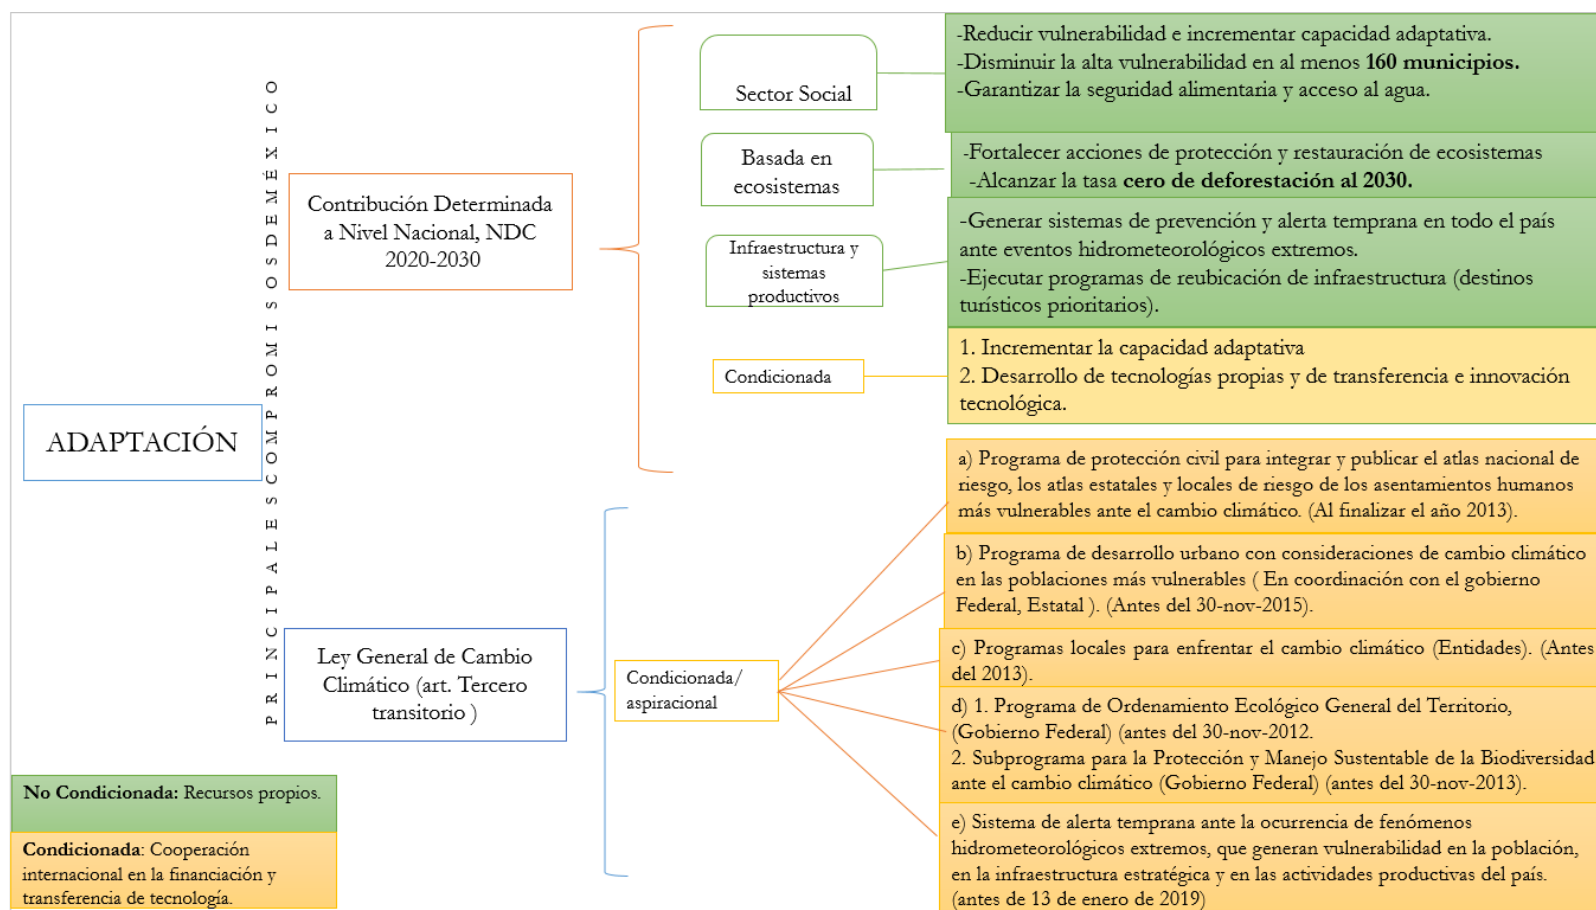 ADAPTACIÓN
PRINCIPALES COMPROMISOS DE MÉXICO
Contribución Determinada
a Nivel Nacional, NDC
2020-2030
Sector Social
-Reducir vulnerabilidad e incrementar capacidad adaptativa.
-Disminuir la alta vulnerabilidad en al menos 160 municipios.
-Garantizar la seguridad alimentaria y acceso al agua.
Basada en
ecosistemas
-Fortalecer acciones de protección y restauración de ecosistemas
-Alcanzar la tasa cero de deforestación al 2030.
Infraestructura y
sistemas
productivos
-Generar sistemas de prevención y alerta temprana en todo el país
ante eventos hidrometeorológicos extremos.
-Ejecutar programas de reubicación de infraestructura (destinos
turísticos prioritarios).
Condicionada
1. Incrementar la capacidad adaptativa
2. Desarrollo de tecnologías propias y de transferencia e innovación
tecnológica.
Ley General de Cambio
Climático (art. Tercero
transitorio )
Condicionada/
aspiracional
a) Programa de protección civil para integrar y publicar el atlas nacional de
riesgo, los atlas estatales y locales de riesgo de los asentamientos humanos
más vulnerables ante el cambio climático. (Al finalizar el año 2013).
b) Programa de desarrollo urbano con consideraciones de cambio climático
en las poblaciones más vulnerables ( En coordinación con el gobierno
Federal, Estatal ). (Antes del 30-nov-2015).
c) Programas locales para enfrentar el cambio climático (Entidades). (Antes
del 2013).
d) 1. Programa de Ordenamiento Ecológico General del Territorio,
(Gobierno Federal) (antes del 30-nov-2012.
2. Subprograma para la Protección y Manejo Sustentable de la Biodiversidad
ante el cambio climático (Gobierno Federal) (antes del 30-nov-2013).
e) Sistema de alerta temprana ante la ocurrencia de fenómenos
hidrometeorológicos extremos, que generan vulnerabilidad en la población,
en la infraestructura estratégica y en las actividades productivas del país.
(antes de 13 de enero de 2019)
No Condicionada: Recursos propios.
Condicionada: Cooperación
internacional en la financiación y
transferencia de tecnología.